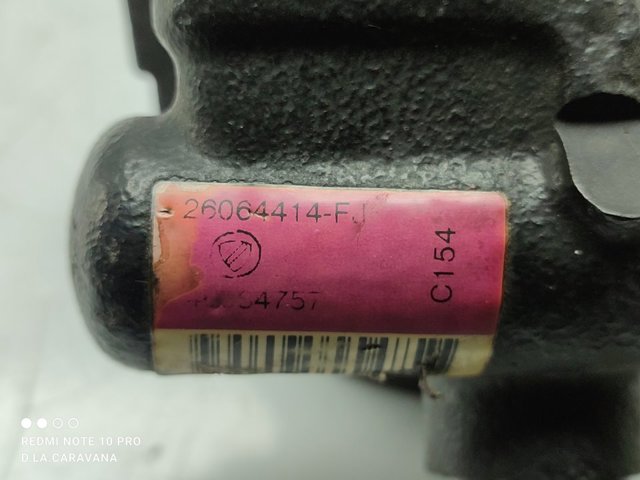 26064414-FJ
C154
REDMI NOTE 10 PRO
D.LA.CARAVANA